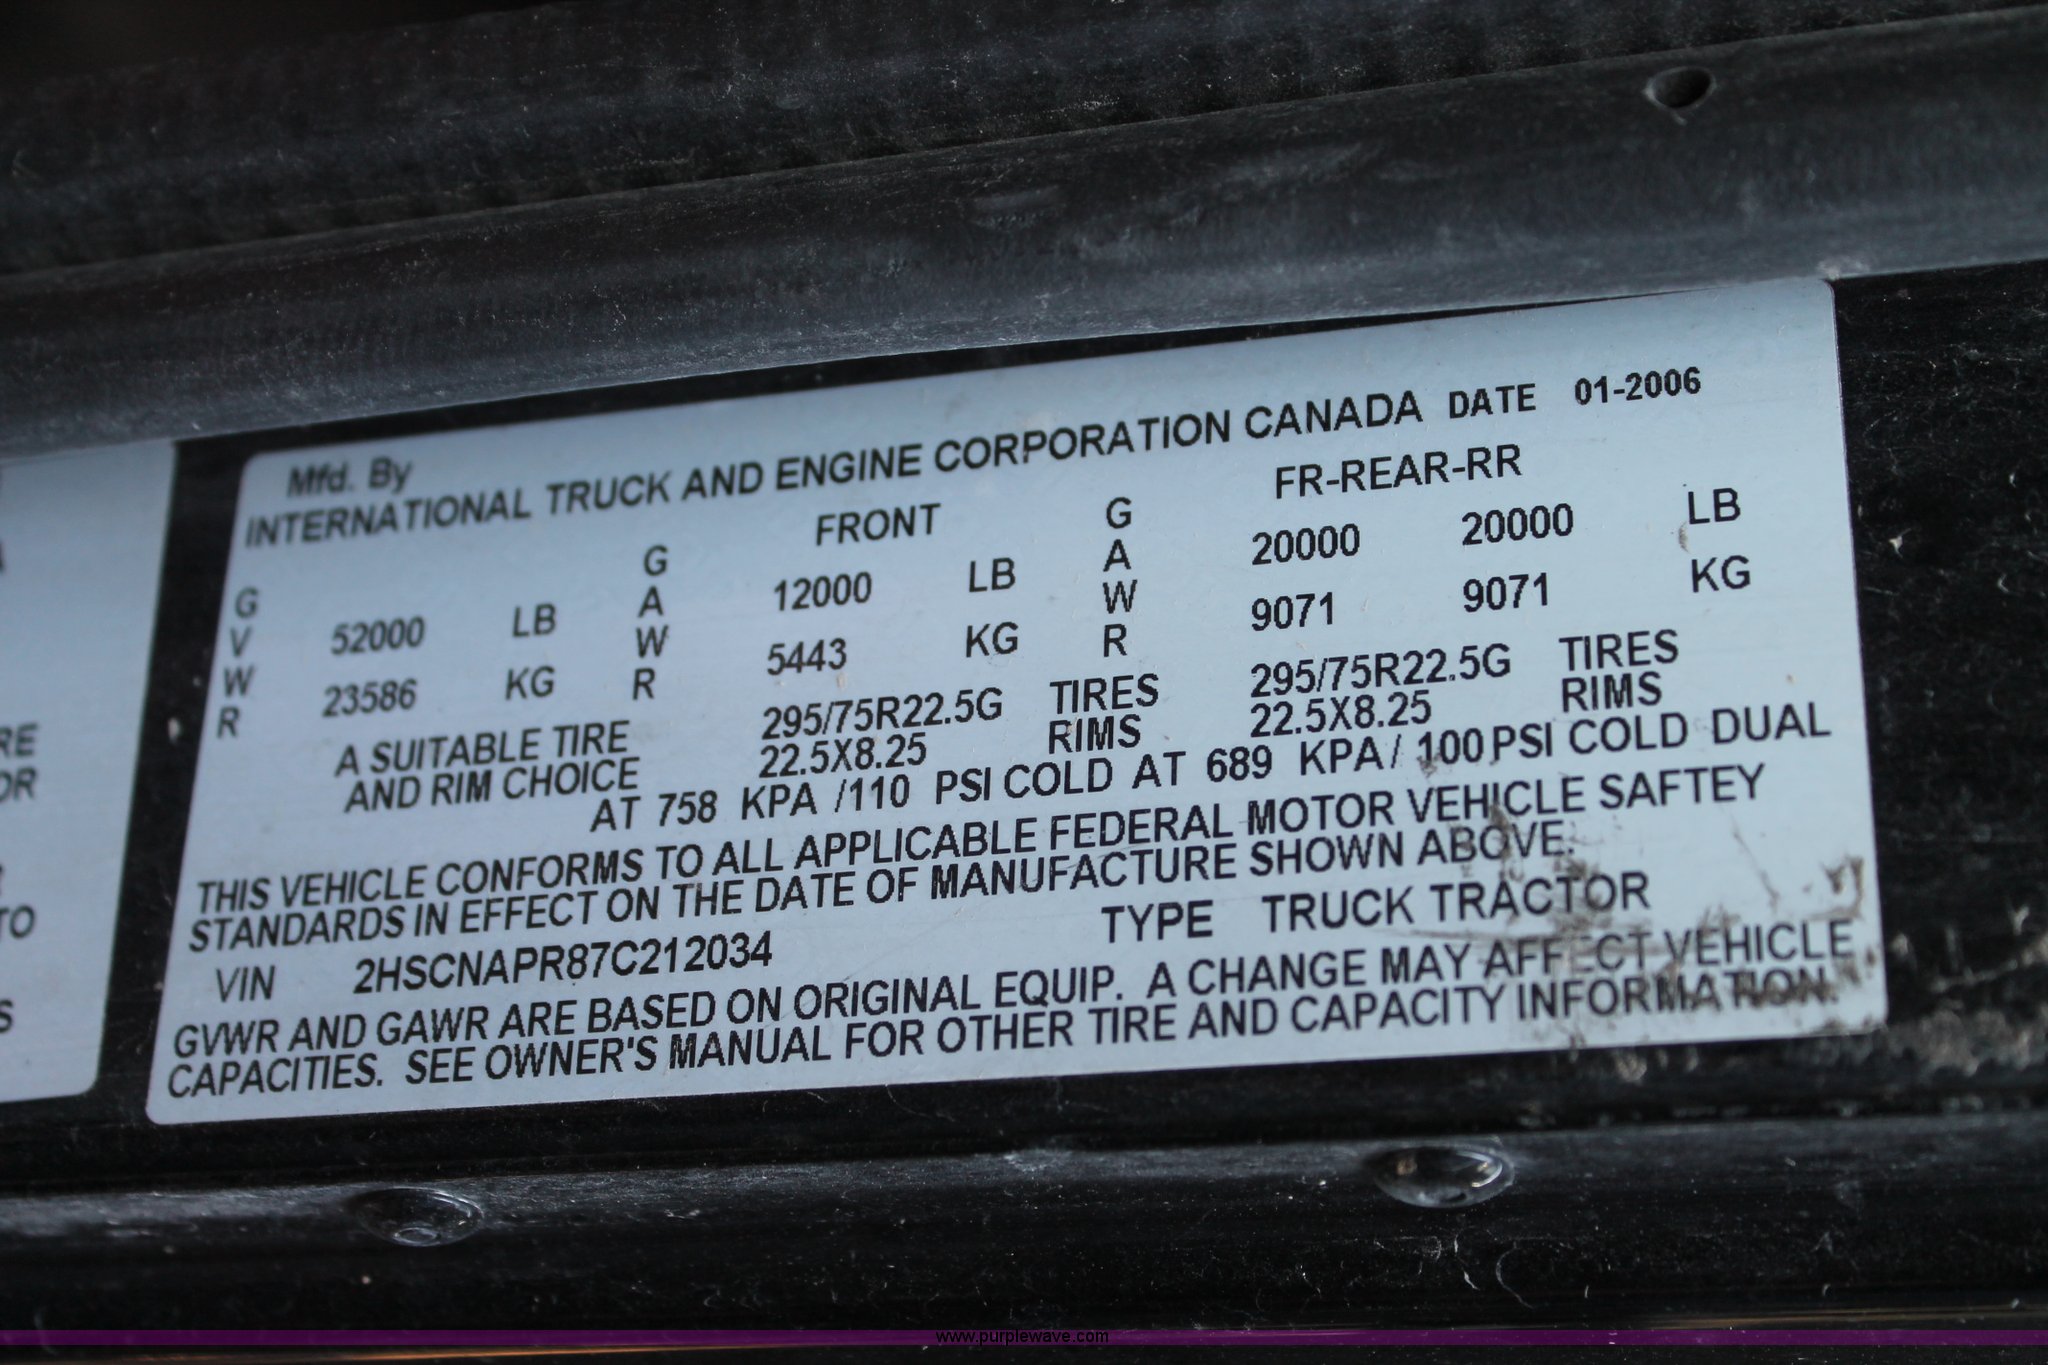 Mfd. By
INTERNATIONAL TRUCK AND ENGINE CORPORATION CANADA DATE 01-2006
FRONT FR-REAR-RR
G V W R 52000 LB G A W R 12000 LB G A W R 20000 20000 LB
23586 KG 5443 KG 9071 9071 KG
A SUITABLE TIRE 295/75R22.5G TIRES 295/75R22.5G TIRES
AND RIM CHOICE 22.5X8.25 RIMS 22.5X8.25 RIMS
AT 758 KPA /110 PSI COLD AT 689 KPA/ 100 PSI COLD DUAL
THIS VEHICLE CONFORMS TO ALL APPLICABLE FEDERAL MOTOR VEHICLE SAFTEY
STANDARDS IN EFFECT ON THE DATE OF MANUFACTURE SHOWN ABOVE.
VIN 2HSCNAPR87C212034 TYPE TRUCK TRACTOR
GVWR AND GAWR ARE BASED ON ORIGINAL EQUIP. A CHANGE MAY AFFECT VEHICLE
CAPACITIES. SEE OWNER'S MANUAL FOR OTHER TIRE AND CAPACITY INFORMATION.
RE
OR
TO
S
www.purplewave.com